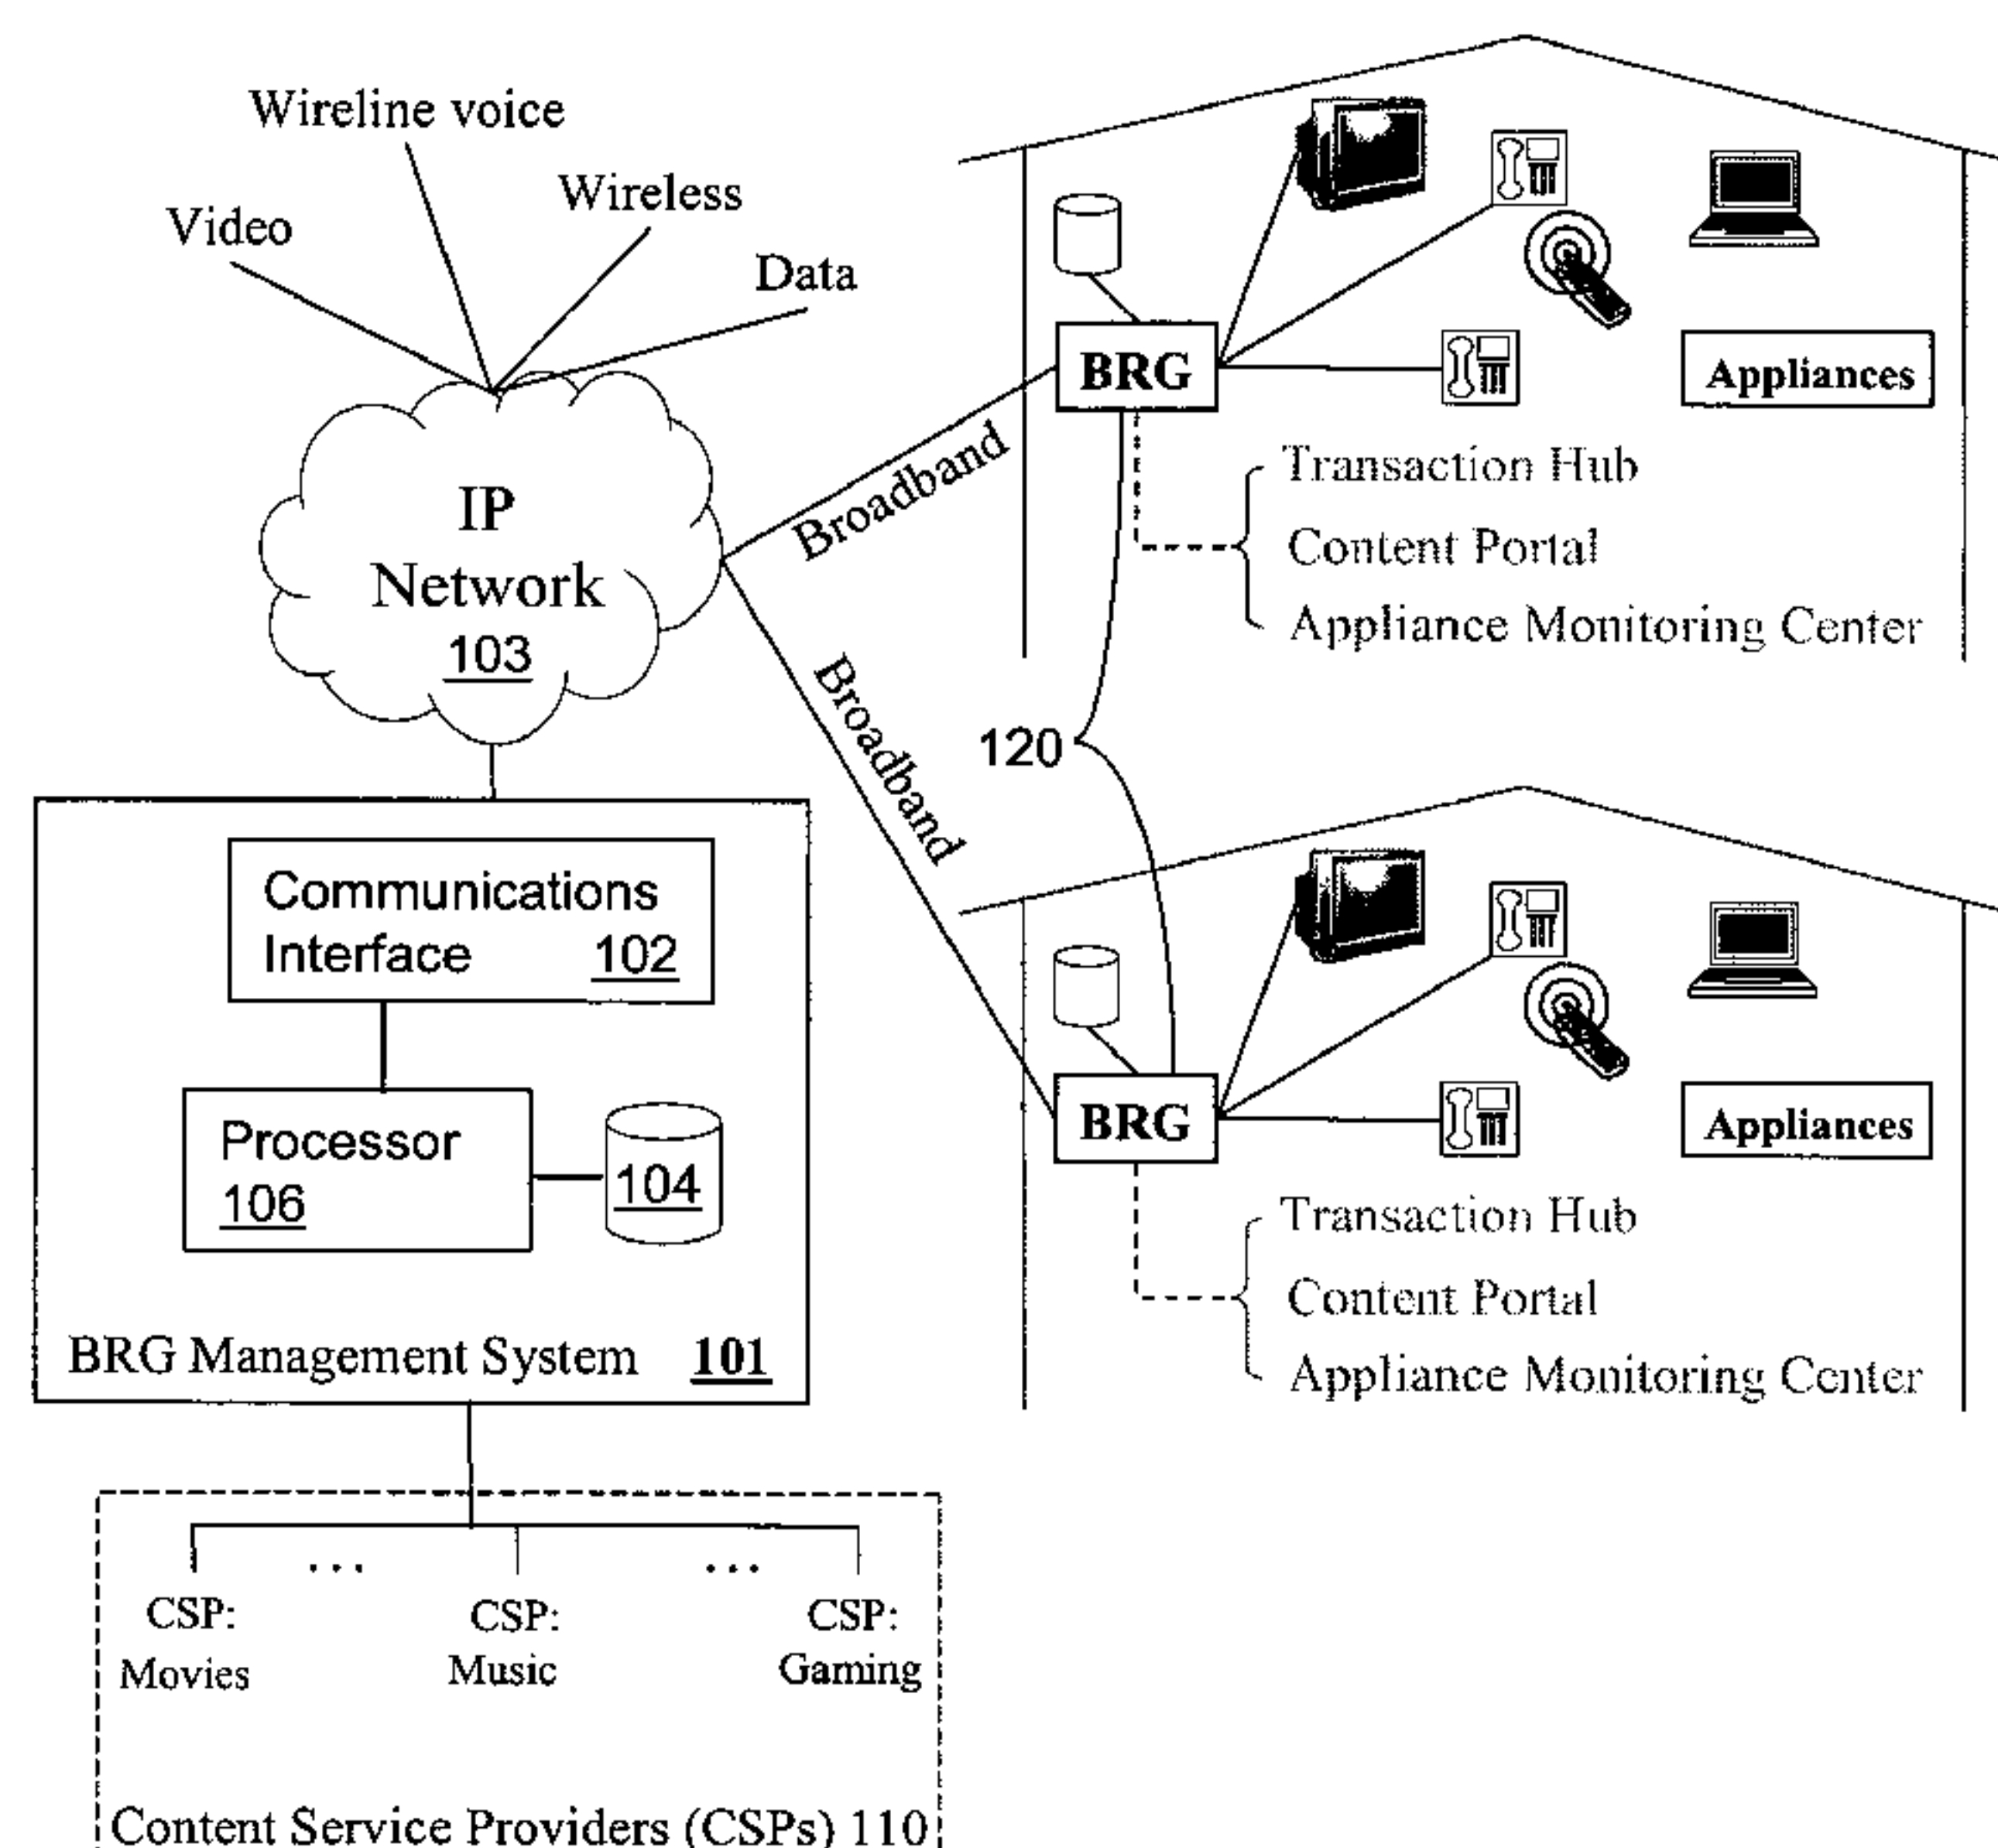 Wireline voice
Wireless
Video
Data
IP
Network
103
Broadband
Broadband
BRG
Appliances
Transaction Hub
Content Portal
Appliance Monitoring Center
120
Communications
Interface 102
Processor
106
104
BRG Management System 101
BRG
Appliances
Transaction Hub
Content Portal
Appliance Monitoring Center
... ...
CSP:
Movies
CSP:
Music
CSP:
Gaming
Content Service Providers (CSPs) 110